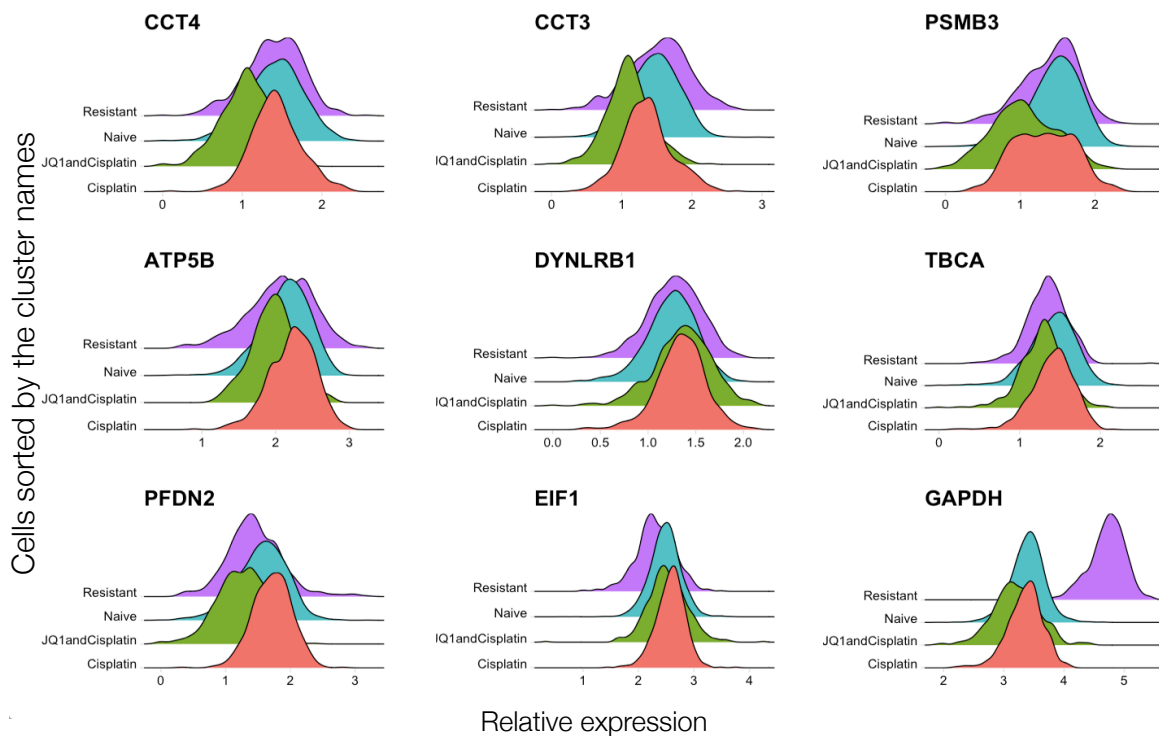 Cells sorted by the cluster names
CCT4
Resistant
Naive
JQ1andCisplatin
Cisplatin
0 1 2
CCT3
Resistant
Naive
IQ1andCisplatin
Cisplatin
0 1 2 3
PSMB3
Resistant
Naive
JQ1andCisplatin
Cisplatin
0 1 2
ATP5B
Resistant
Naive
JQ1andCisplatin
Cisplatin
1 2 3
DYNLRB1
Resistant
Naive
IQ1andCisplatin
Cisplatin
0.0 0.5 1.0 1.5 2.0
TBCA
Resistant
Naive
JQ1andCisplatin
Cisplatin
0 1 2
PFDN2
Resistant
Naive
JQ1andCisplatin
Cisplatin
0 1 2 3
EIF1
Resistant
Naive
IQ1andCisplatin
Cisplatin
1 2 3 4
GAPDH
Resistant
Naive
JQ1andCisplatin
Cisplatin
2 3 4 5
Relative expression